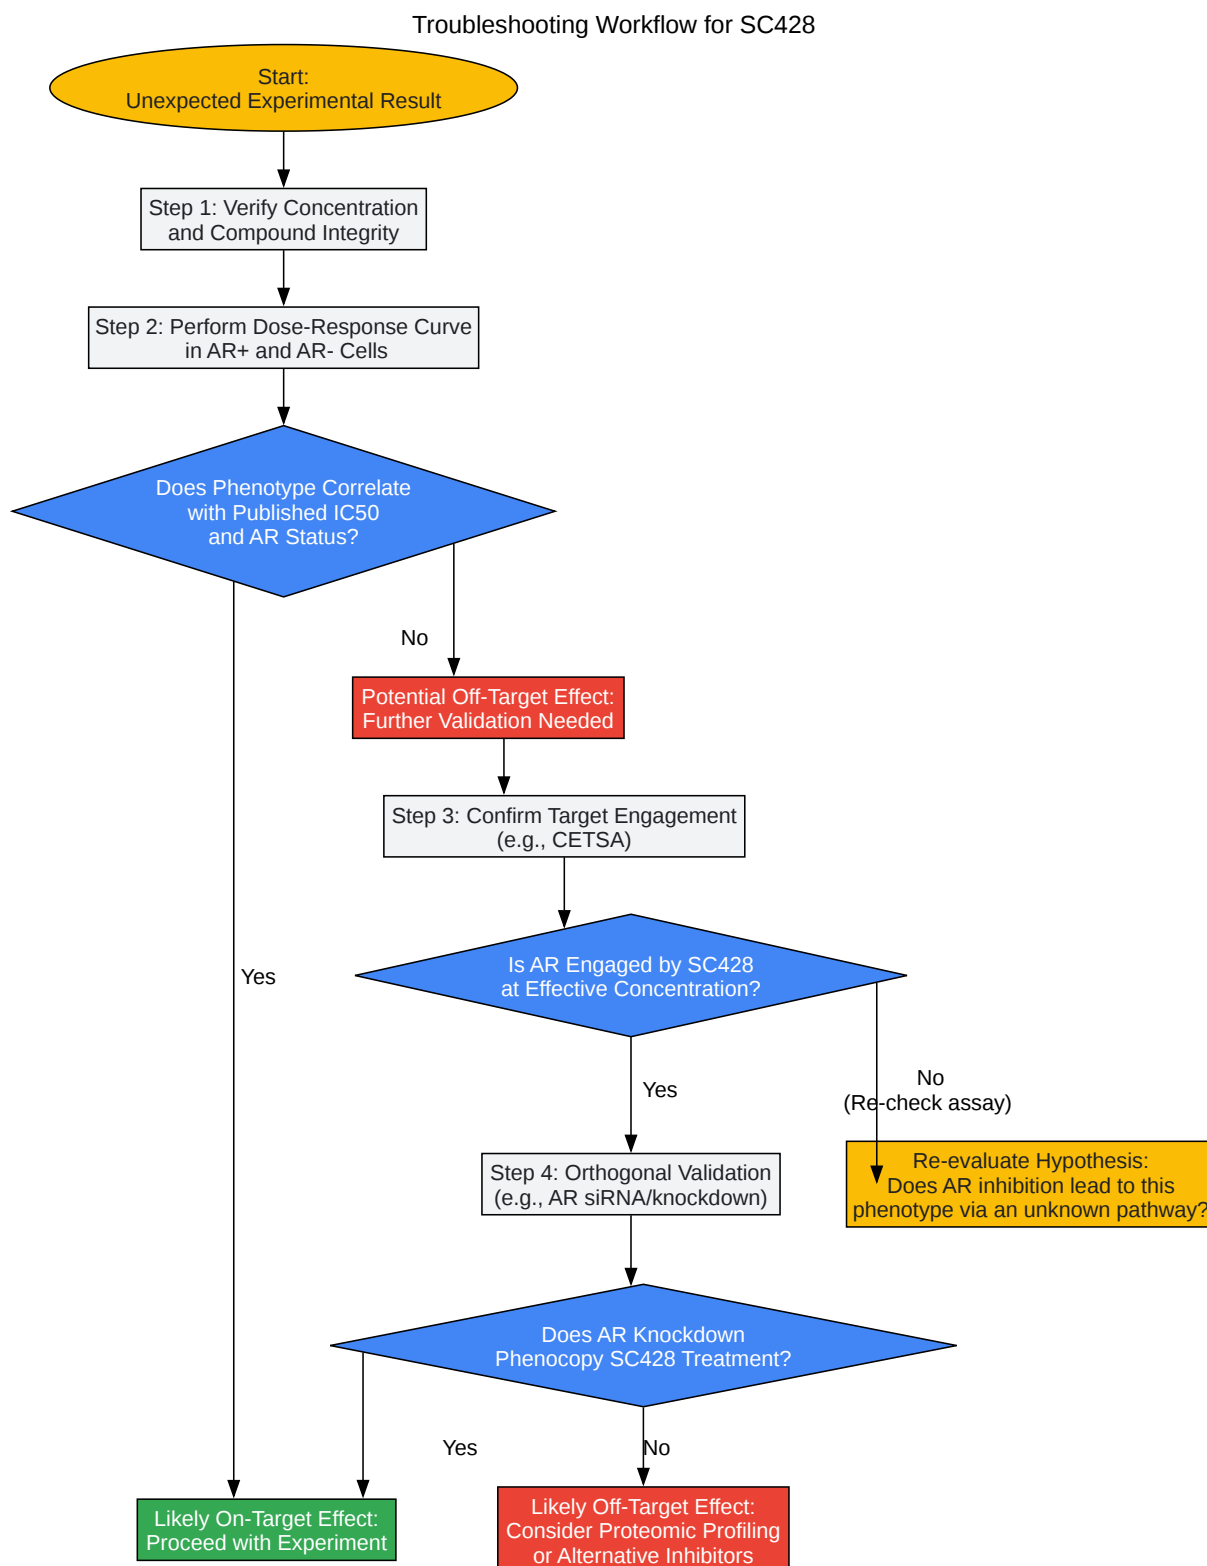 Troubleshooting Workflow for SC428
Start:
Unexpected Experimental Result
Step 1: Verify Concentration
and Compound Integrity
Step 2: Perform Dose-Response Curve
in AR+ and AR- Cells
Does Phenotype Correlate
with Published IC50
and AR Status?
No
Potential Off-Target Effect:
Further Validation Needed
Step 3: Confirm Target Engagement
(e.g., CETSA)
Is AR Engaged by SC428
at Effective Concentration?
Yes
Yes
No
(Re-check assay)
Step 4: Orthogonal Validation
(e.g., AR siRNA/knockdown)
Re-evaluate Hypothesis:
Does AR inhibition lead to this
phenotype via an unknown pathway?
Does AR Knockdown
Phenocopy SC428 Treatment?
Yes
No
Likely On-Target Effect:
Proceed with Experiment
Likely Off-Target Effect:
Consider Proteomic Profiling
or Alternative Inhibitors